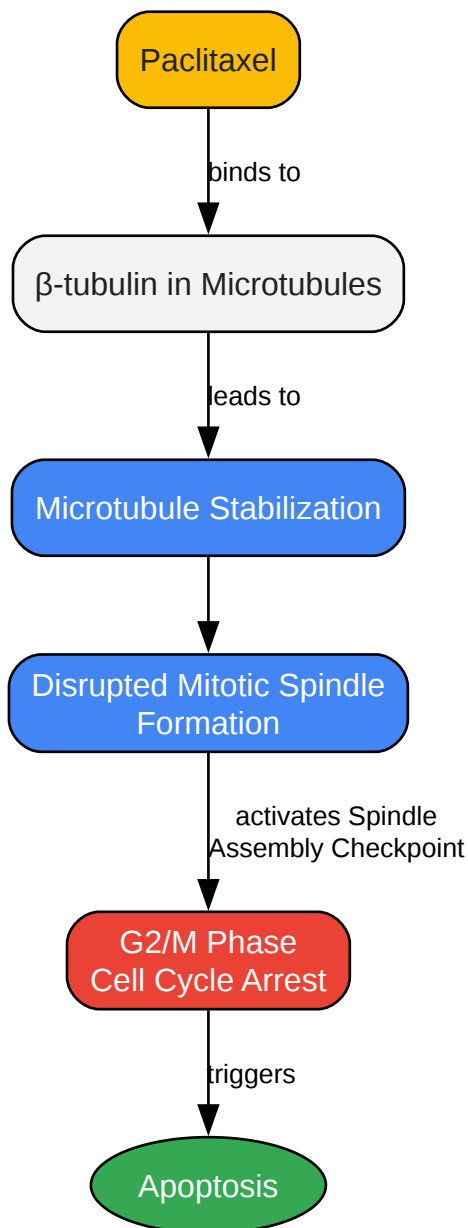 Paclitaxel
binds to
β-tubulin in Microtubules
leads to
Microtubule Stabilization
Disrupted Mitotic Spindle
Formation
activates Spindle
Assembly Checkpoint
G2/M Phase
Cell Cycle Arrest
triggers
Apoptosis